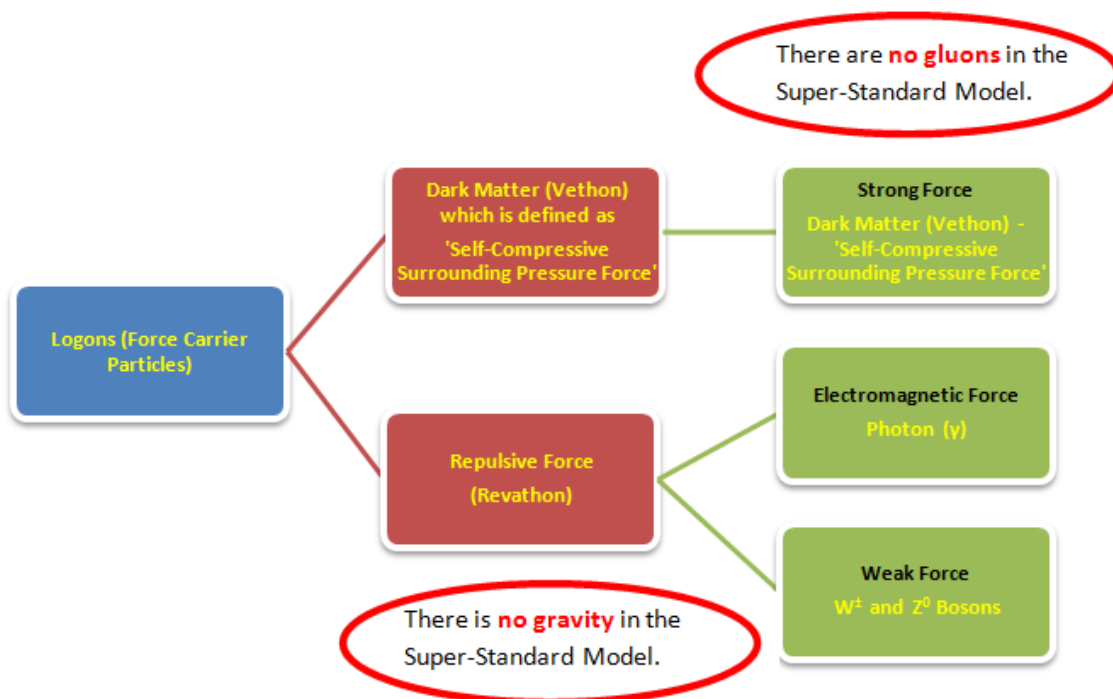 There are no gluons in the
Super-Standard Model.
Dark Matter (Vethon)
which is defined as
'Self-Compressive
Surrounding Pressure Force'
Strong Force
Dark Matter (Vethon) -
'Self-Compressive
Surrounding Pressure Force'
Logons (Force Carrier
Particles)
Repulsive Force
(Revathon)
Electromagnetic Force
Photon (γ)
Weak Force
W± and Z⁰ Bosons
There is no gravity in the
Super-Standard Model.